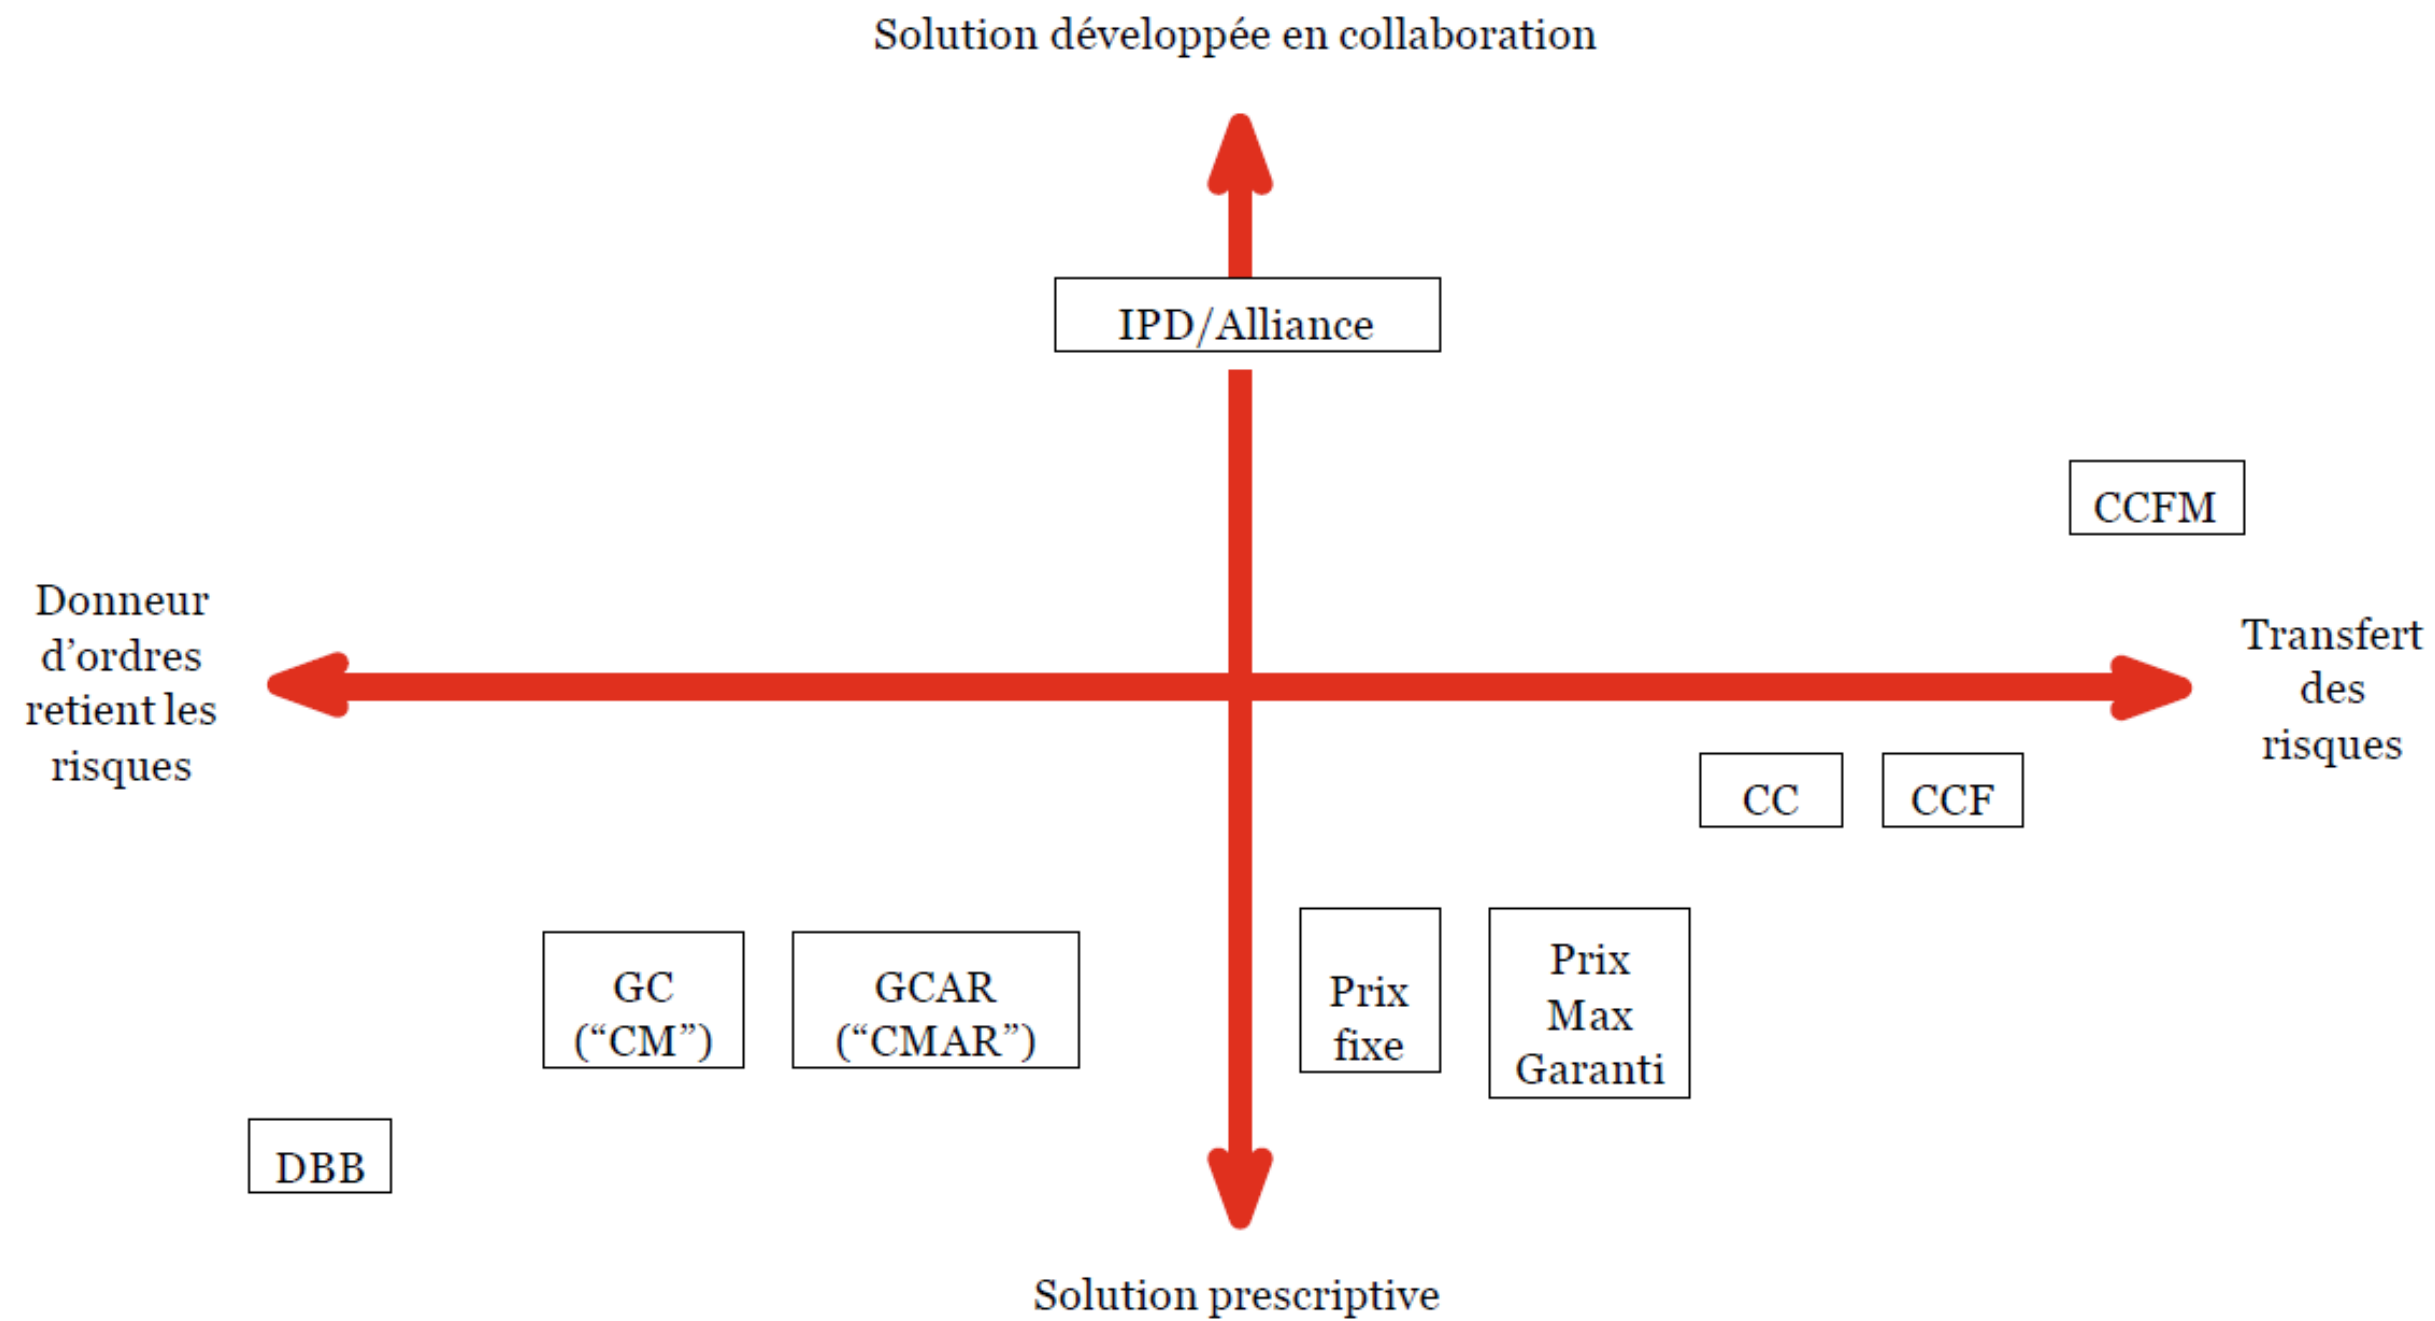 Solution développée en collaboration
IPD/Alliance
CCFM
Donneur
d’ordres
retient les
risques
Transfert
des
risques
CC
CCF
GC
(“CM”)
GCAR
(“CMAR”)
Prix
fixe
Prix
Max
Garanti
DBB
Solution prescriptive